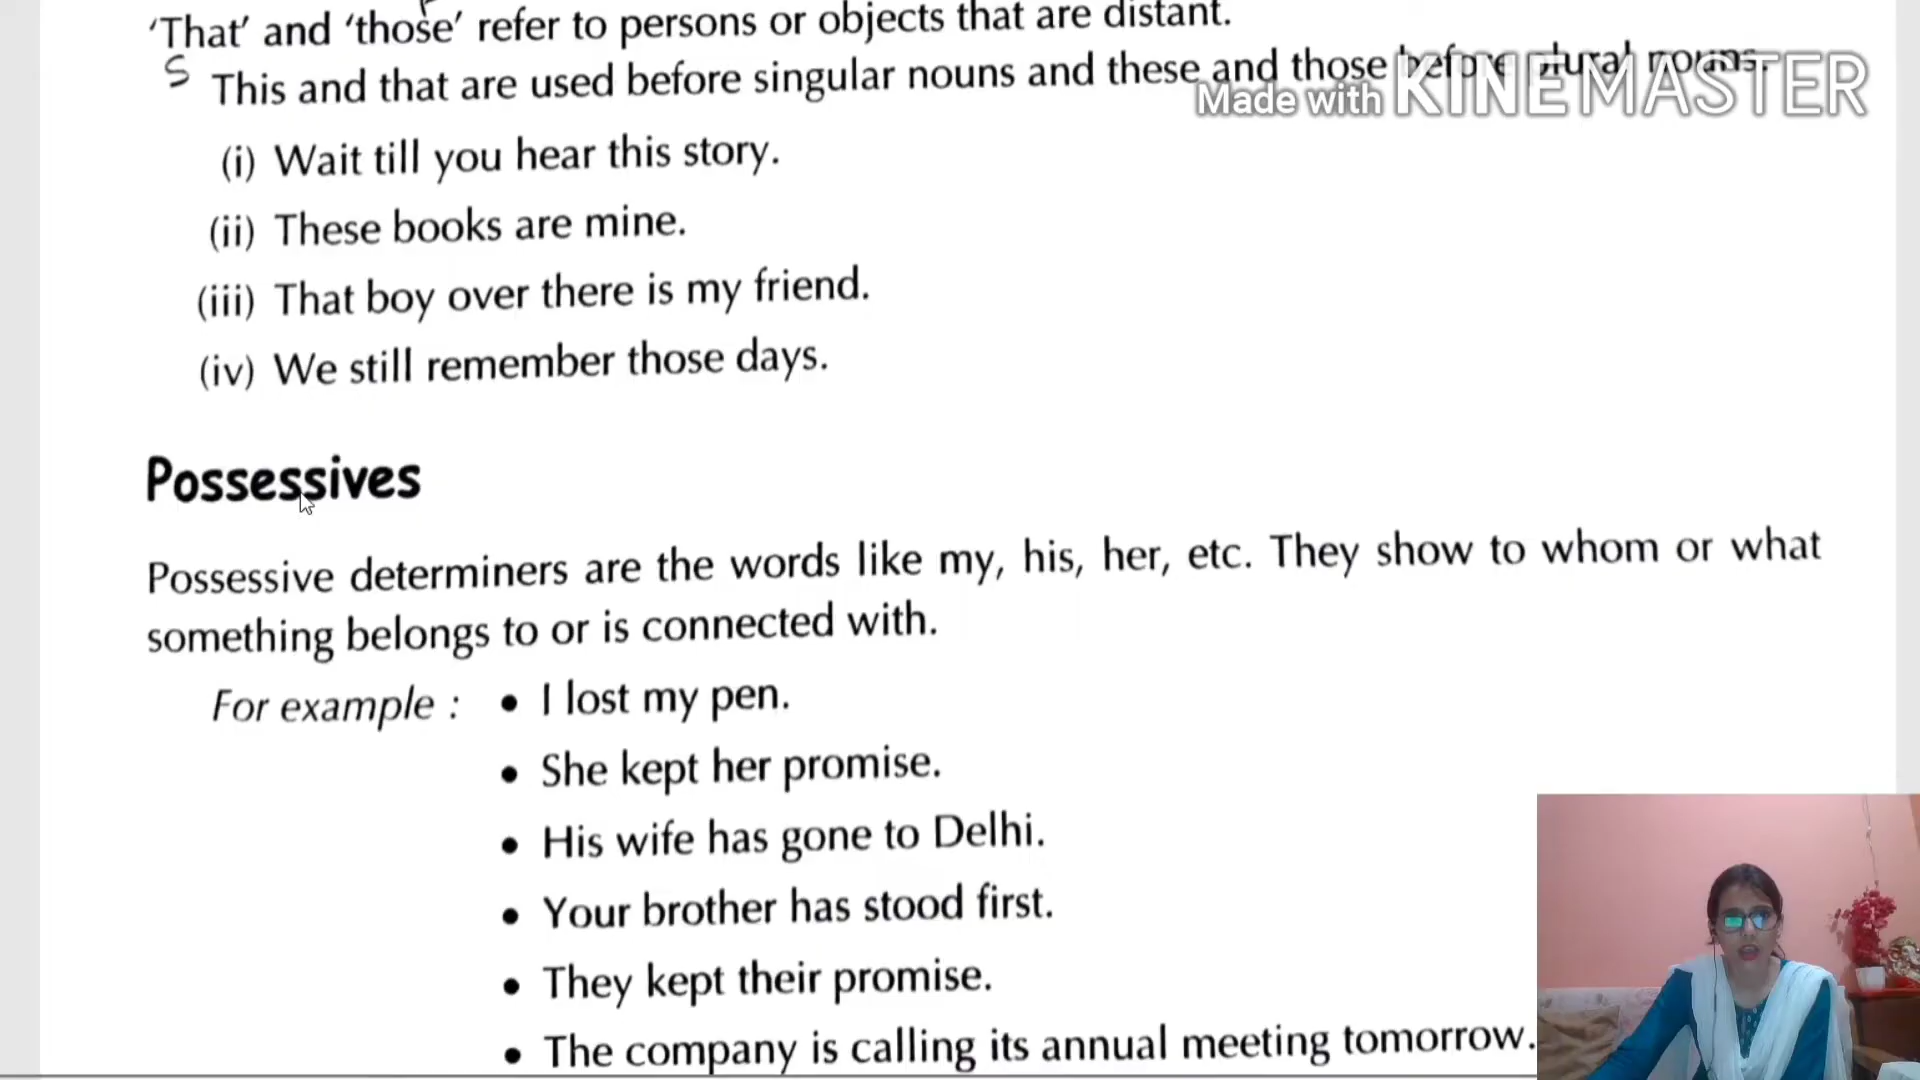 ‘That’ and ‘those’ refer to persons or objects that are distant.
S
This and that are used before singular nouns and these and those before plural nouns.
Made with KINEMASTER
(i) Wait till you hear this story.
(ii) These books are mine.
(iii) That boy over there is my friend.
(iv) We still remember those days.
Possessives
Possessive determiners are the words like my, his, her, etc. They show to whom or what
something belongs to or is connected with.
For example : • I lost my pen.
• She kept her promise.
• His wife has gone to Delhi.
• Your brother has stood first.
• They kept their promise.
• The company is calling its annual meeting tomorrow.